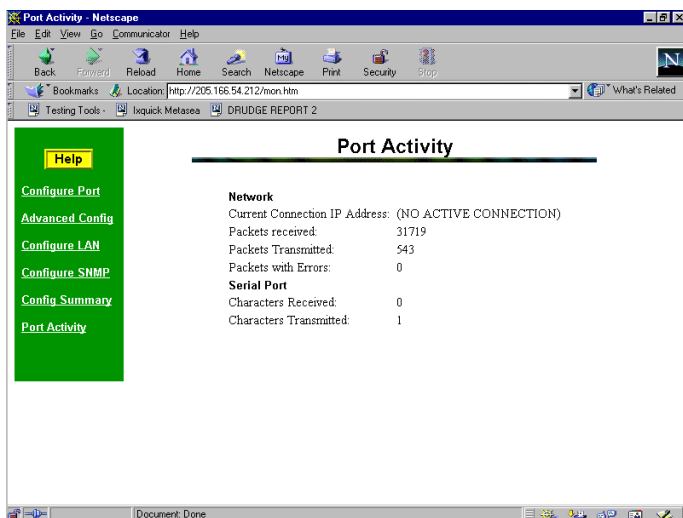 Port Activity - Netscape
File Edit View Go Communicator Help
My
Back Forward Reload Home Search Netscape Print Security Stop
N
Bookmarks Location: http://205.166.54.212/mon.htm What's Related
Testing Tools - Ixquick Metasea DRUDGE REPORT 2
Port Activity
Help
Configure Port
Advanced Config
Configure LAN
Configure SNMP
Config Summary
Port Activity
Network
Current Connection IP Address: (NO ACTIVE CONNECTION)
Packets received: 31719
Packets Transmitted: 543
Packets with Errors: 0
Serial Port
Characters Received: 0
Characters Transmitted: 1
Document: Done